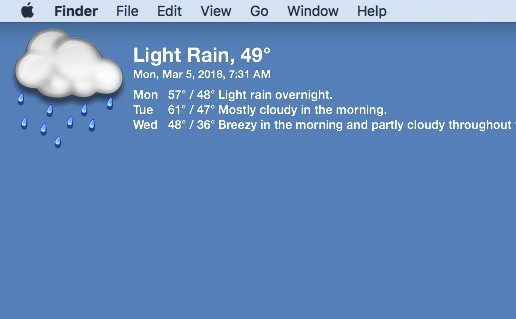 Finder File Edit View Go Window Help
Light Rain, 49°
Mon, Mar 5, 2018, 7:31 AM
Mon 57° / 48° Light rain overnight.
Tue 61° / 47° Mostly cloudy in the morning.
Wed 48° / 36° Breezy in the morning and partly cloudy throughout